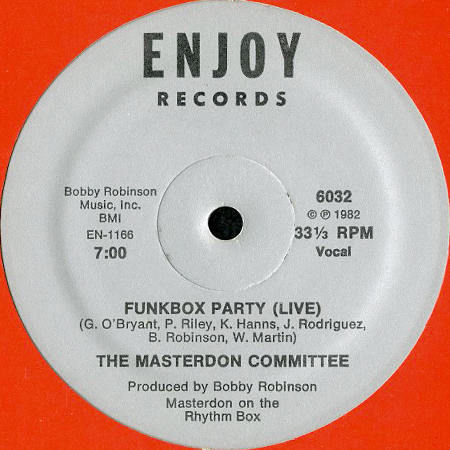 ENJOY
RECORDS
Bobby Robinson
Music, Inc.
BMI
EN-1166
7:00
6032
© ℗ 1982
33⅓ RPM
Vocal
FUNKBOX PARTY (LIVE)
(G. O'Bryant, P. Riley, K. Hanns, J. Rodriguez,
B. Robinson, W. Martin)
THE MASTERDON COMMITTEE
Produced by Bobby Robinson
Masterdon on the
Rhythm Box